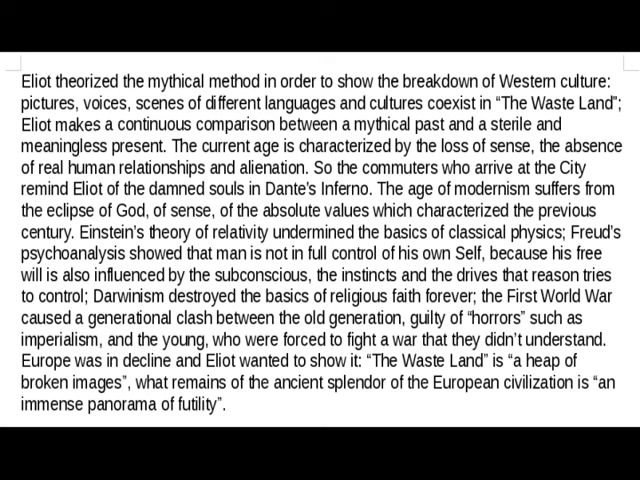 Eliot theorized the mythical method in order to show the breakdown of Western culture:
pictures, voices, scenes of different languages and cultures coexist in “The Waste Land”;
Eliot makes a continuous comparison between a mythical past and a sterile and
meaningless present. The current age is characterized by the loss of sense, the absence
of real human relationships and alienation. So the commuters who arrive at the City
remind Eliot of the damned souls in Dante’s Inferno. The age of modernism suffers from
the eclipse of God, of sense, of the absolute values which characterized the previous
century. Einstein’s theory of relativity undermined the basics of classical physics; Freud’s
psychoanalysis showed that man is not in full control of his own Self, because his free
will is also influenced by the subconscious, the instincts and the drives that reason tries
to control; Darwinism destroyed the basics of religious faith forever; the First World War
caused a generational clash between the old generation, guilty of “horrors” such as
imperialism, and the young, who were forced to fight a war that they didn’t understand.
Europe was in decline and Eliot wanted to show it: “The Waste Land” is “a heap of
broken images”, what remains of the ancient splendor of the European civilization is “an
immense panorama of futility”.